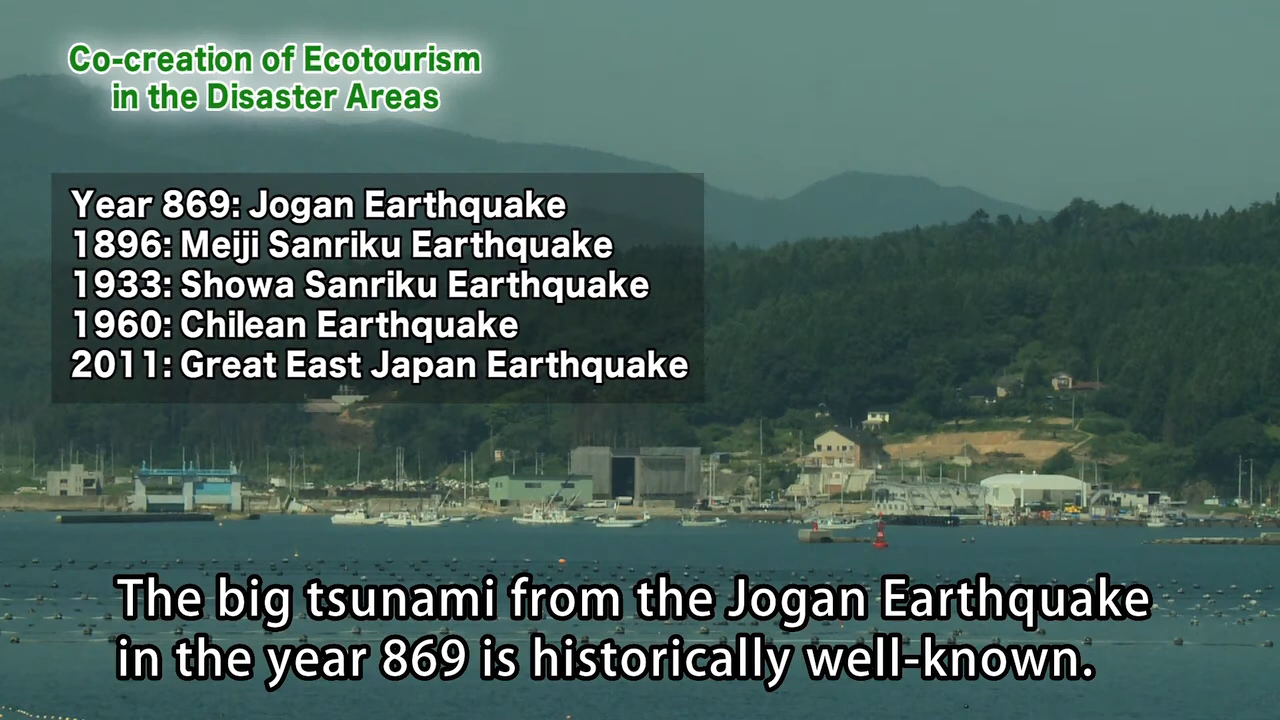 Co-creation of Ecotourism
in the Disaster Areas
Year 869: Jogan Earthquake
1896: Meiji Sanriku Earthquake
1933: Showa Sanriku Earthquake
1960: Chilean Earthquake
2011: Great East Japan Earthquake
The big tsunami from the Jogan Earthquake
in the year 869 is historically well-known.